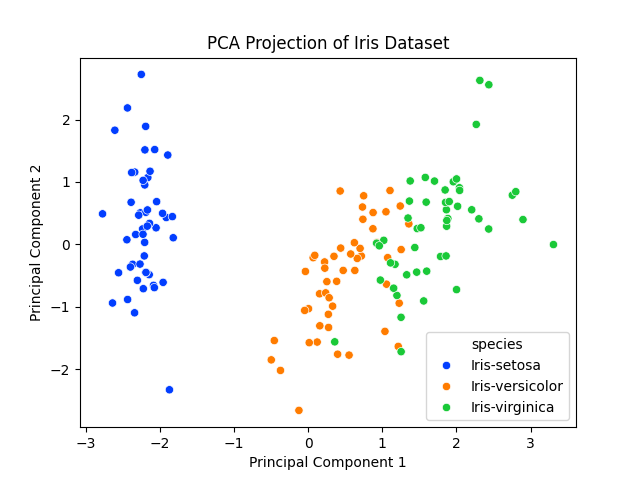 PCA Projection of Iris Dataset
Principal Component 2
2
1
0
−1
−2
−3
−2
−1
0
1
2
3
Principal Component 1
species
Iris-setosa
Iris-versicolor
Iris-virginica